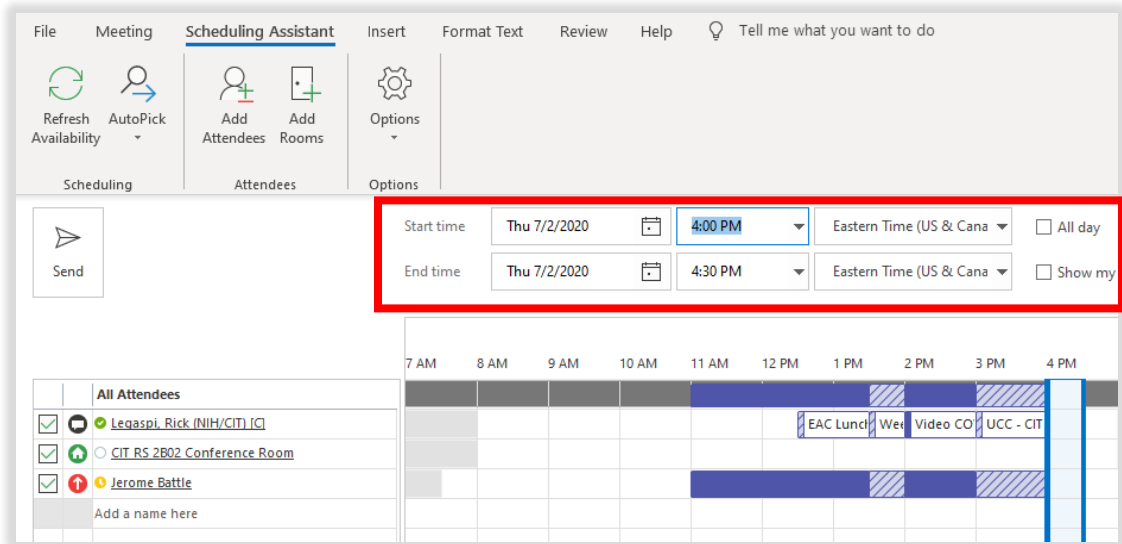 File Meeting Scheduling Assistant Insert Format Text Review Help Tell me what you want to do
Refresh Availability AutoPick Add Attendees Add Rooms Options
Scheduling Attendees Options
Send
Start time Thu 7/2/2020 4:00 PM Eastern Time (US & Cana All day
End time Thu 7/2/2020 4:30 PM Eastern Time (US & Cana Show my
7 AM 8 AM 9 AM 10 AM 11 AM 12 PM 1 PM 2 PM 3 PM 4 PM
All Attendees
Legaspi, Rick (NIH/CIT) [C] EAC Lunch Wee Video CO UCC - CIT
CIT RS 2B02 Conference Room
Jerome Battle
Add a name here